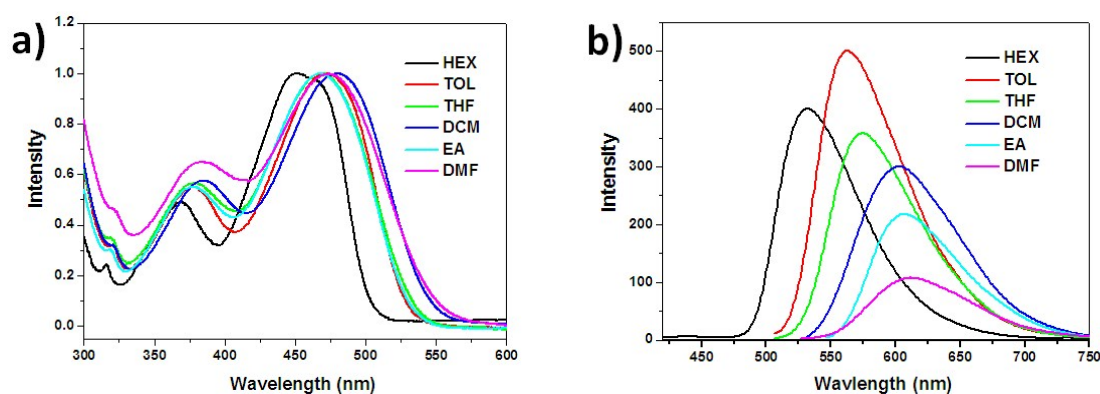 a)
1.2
1.0
0.8
0.6
0.4
0.2
0.0
Intensity
300 350 400 450 500 550 600
Wavelength (nm)
HEX
TOL
THF
DCM
EA
DMF
b)
500
400
300
200
100
0
Intensity
450 500 550 600 650 700 750
Wavlength (nm)
HEX
TOL
THF
DCM
EA
DMF